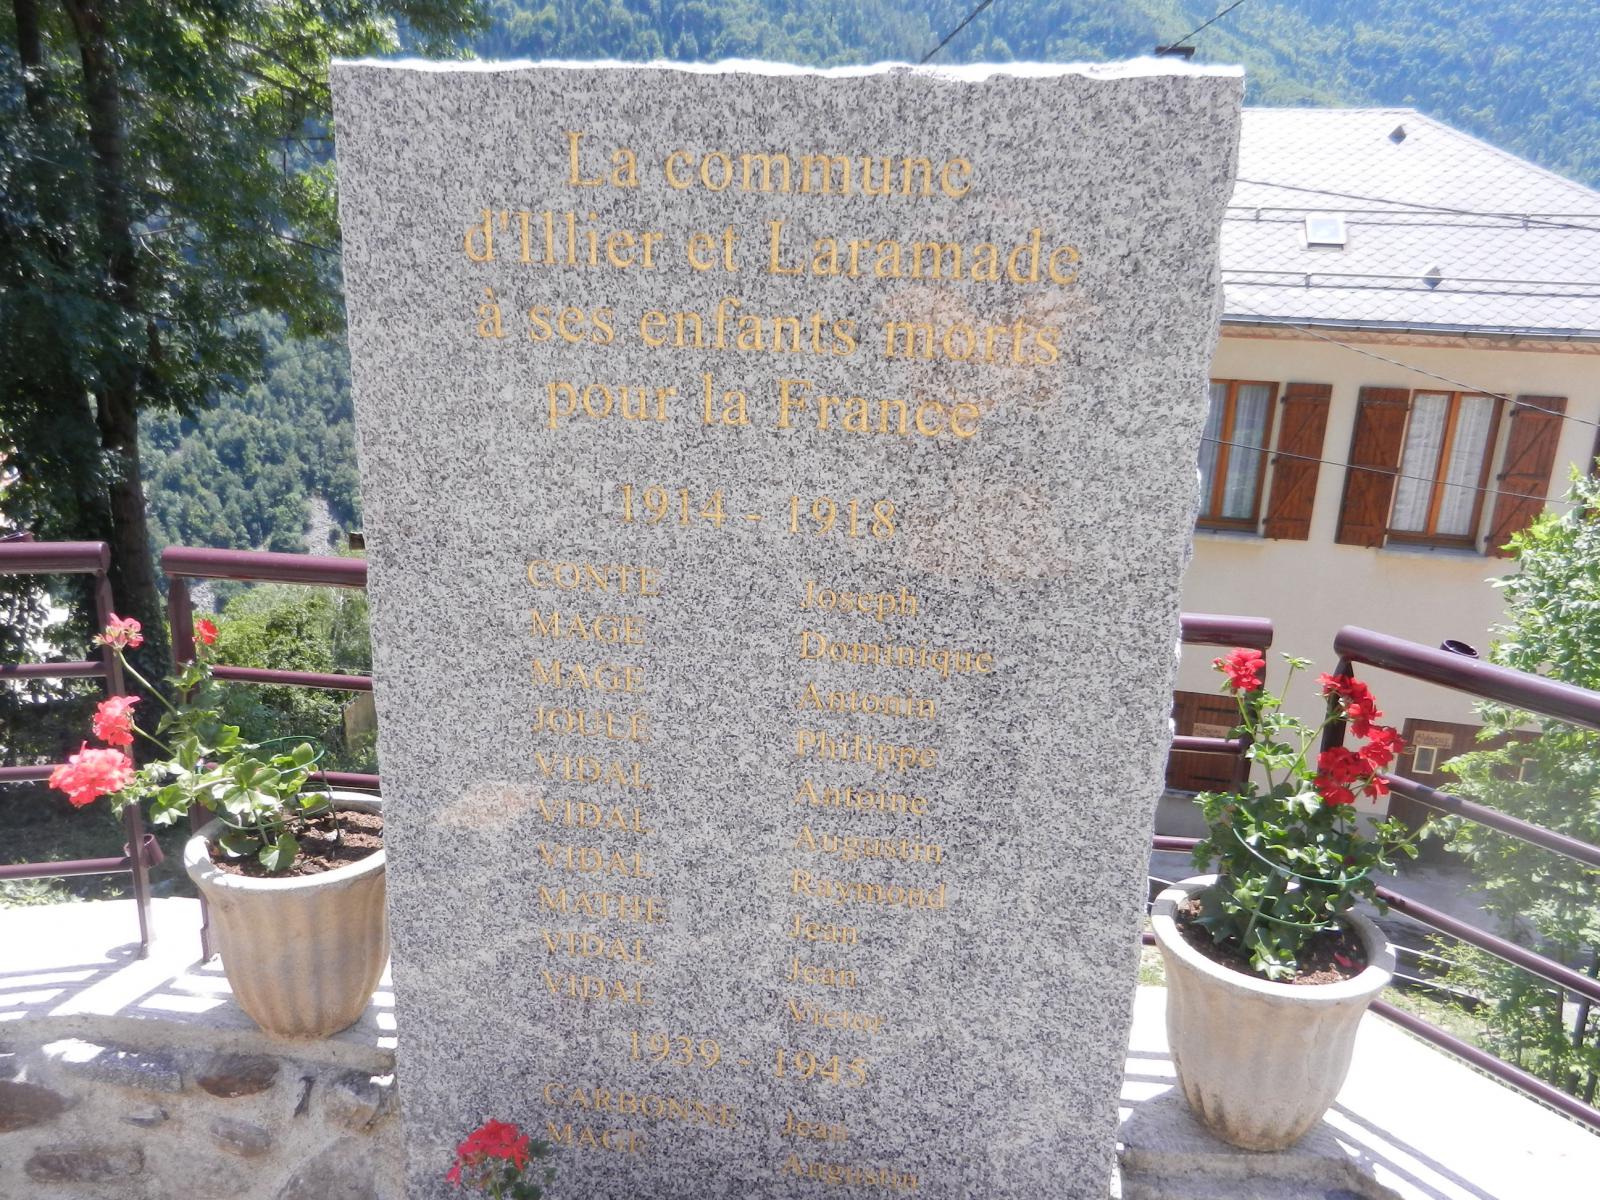 La commune
d'Illier et Laramade
à ses enfants morts
pour la France
1914 - 1918
CONTE Joseph
MAGE Dominique
MAGE Antonin
JOULÉ Philippe
VIDAL Antoine
VIDAL Augustin
VIDAL Raymond
MATHE Jean
VIDAL Jean
VIDAL Victor
1939 - 1945
CARBONNE Jean
MAGE Augustin